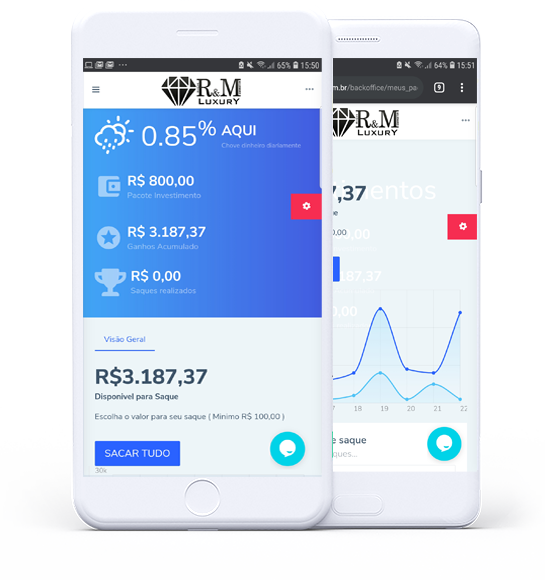 65% 15:50
R&M
LUXURY
0.85% AQUI
Chove dinheiro diariamente
R$ 800,00
Pacote Investimento
R$ 3.187,37
Ganhos Acumulado
R$ 0,00
Saques realizados
Visão Geral
R$3.187,37
Disponivel para Saque
Escolha o valor para seu saque ( Minimo R$ 100,00 )
SACAR TUDO
30k
64% 15:51
m.br/backoffice/meus_pa
9
R&M
LUXURY
imentos
7,37
00,00
.187,37
18
19
20
21
22
e saque
ques...